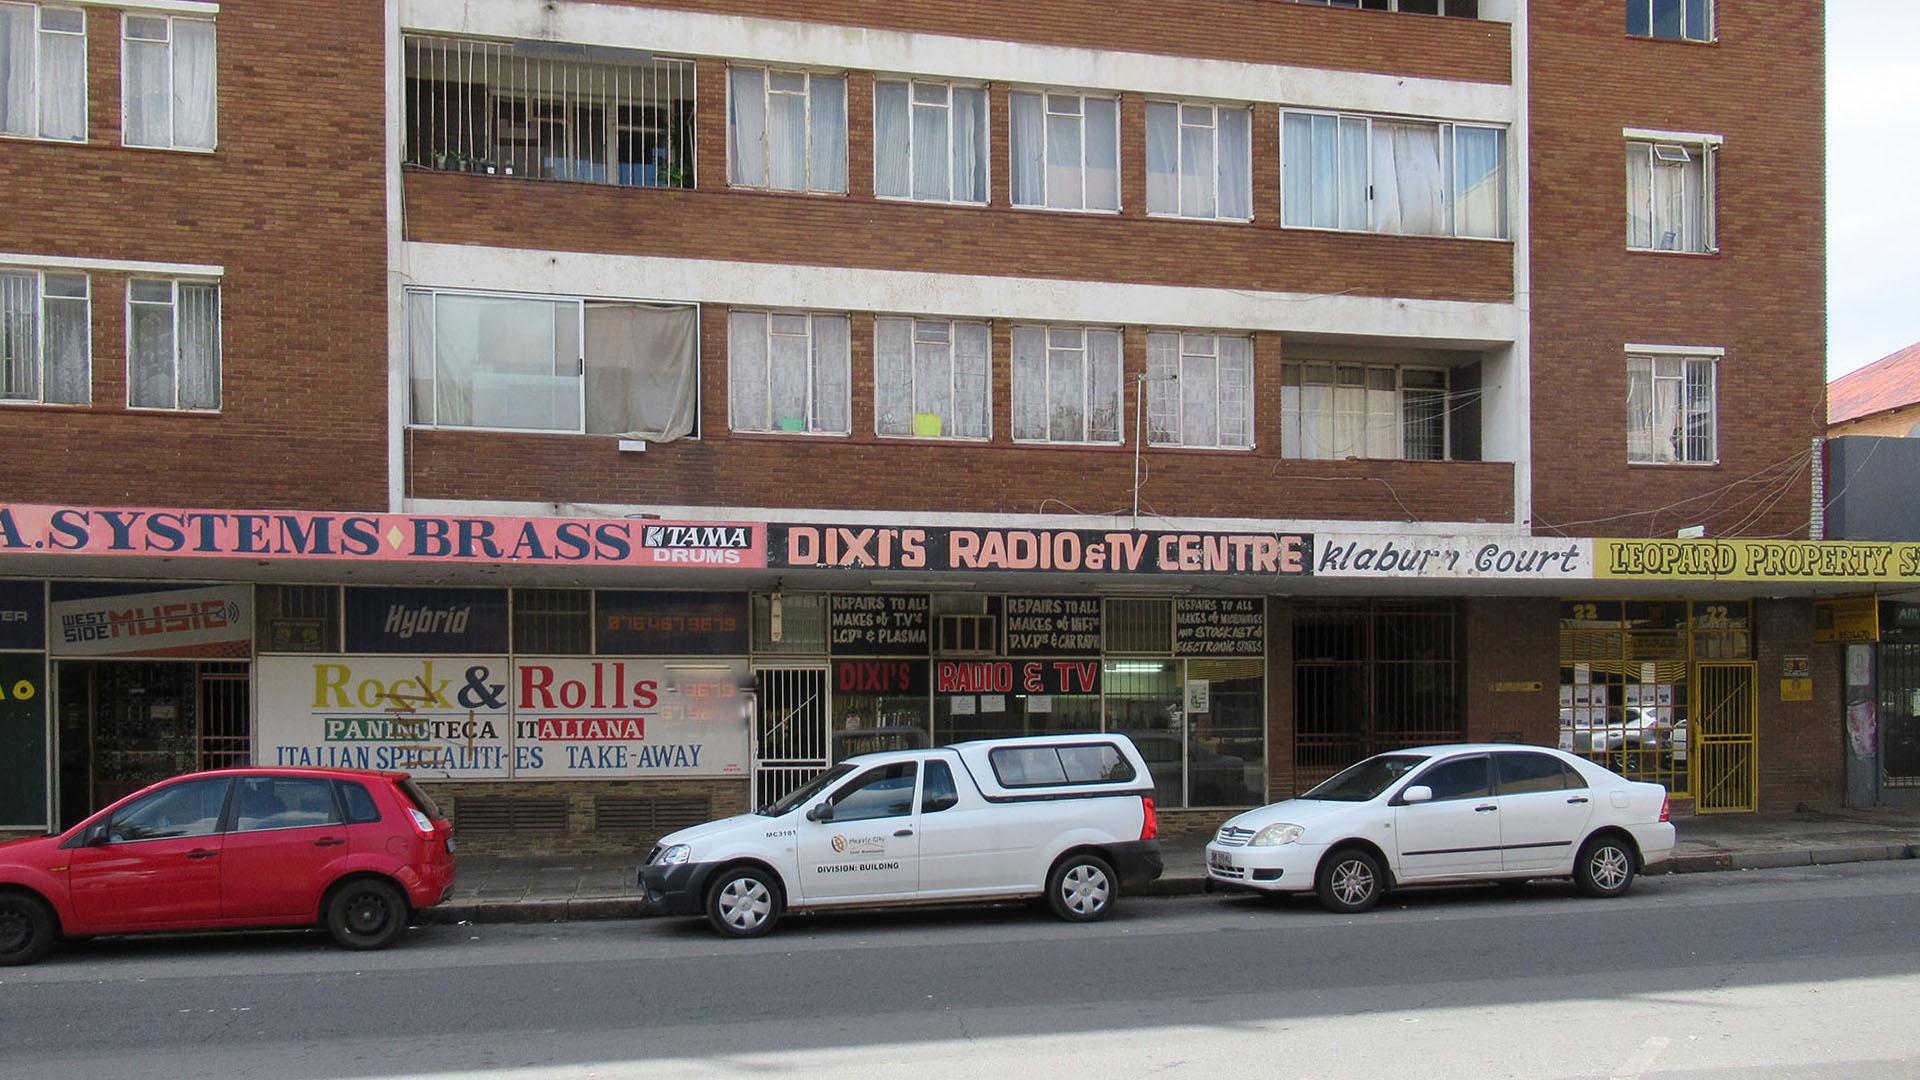 A. SYSTEMS BRASS
TAMA
DRUMS
DIXI'S RADIO & TV CENTRE
Klaburn Court
LEOPARD PROPERTY S
TER
WEST SIDE MUSIC
Hybrid
076 467 3679
REPAIRS TO ALL
MAKES OF T.V'S
LCD'S & PLASMA
REPAIRS TO ALL
MAKES OF HIFI'S
D.V.D'S & CAR RADIO
REPAIRS TO ALL
MAKES OF MICROWAVES
AND STOCKIST OF
ELECTRONIC SPARES
22
22
Rock & Rolls
PANINOTECA ITALIANA
ITALIAN SPECIALITI-ES TAKE-AWAY
DIXI'S RADIO & TV
MC3181
DIVISION: BUILDING